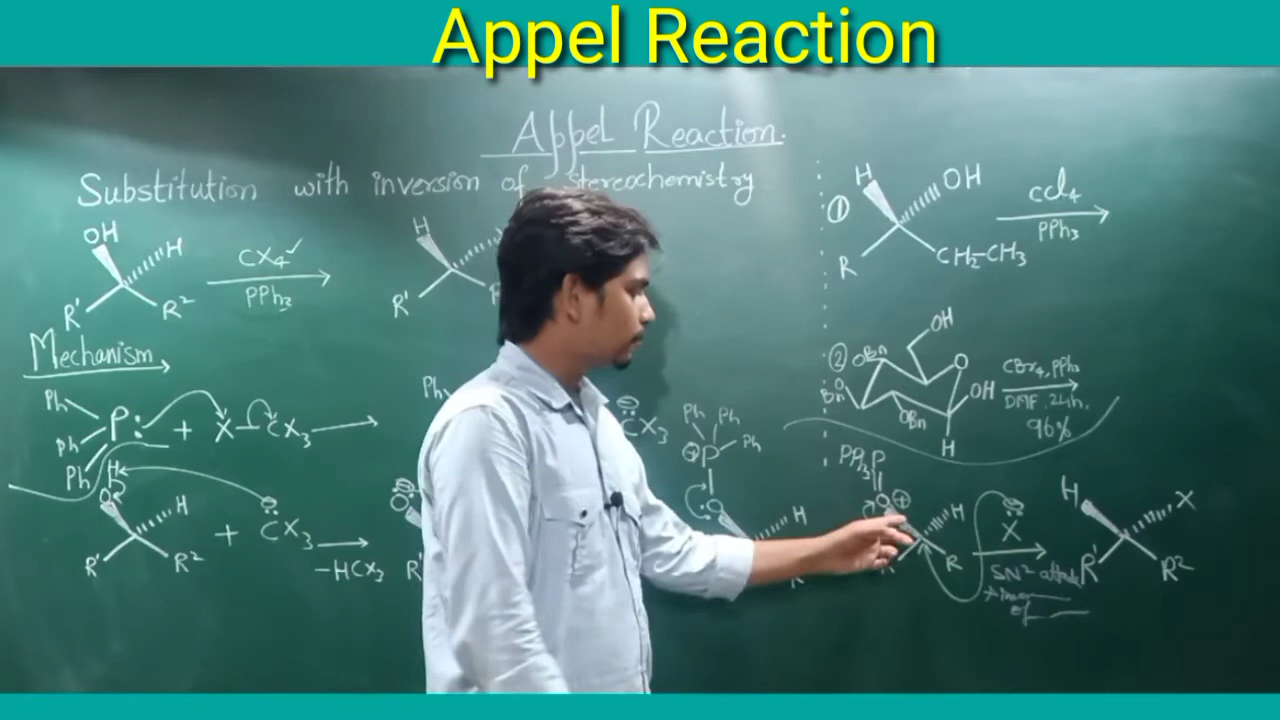 Appel Reaction
Appel Reaction.
Substitution with inversion of stereochemistry
OH
H
CX4 ✓
PPh3
R'
R²
H
R'
Mechanism
Ph
Ph
Ph
P: + X-CX3
H
O
H
R'
R²
+ CX3
-HCX3
Ph
CX3
Ph Ph
Ph
⊕P
O
H
①
H
OH
R
CH2-CH3
CCl4
PPh3
②
OH
OBn
O
BnO
OBn
OH
H
CBr4, PPh3
DMF, 24h,
96%
PPh3P
O ⊕
H
R
X
SN² attack
of
H
X
R'
R²